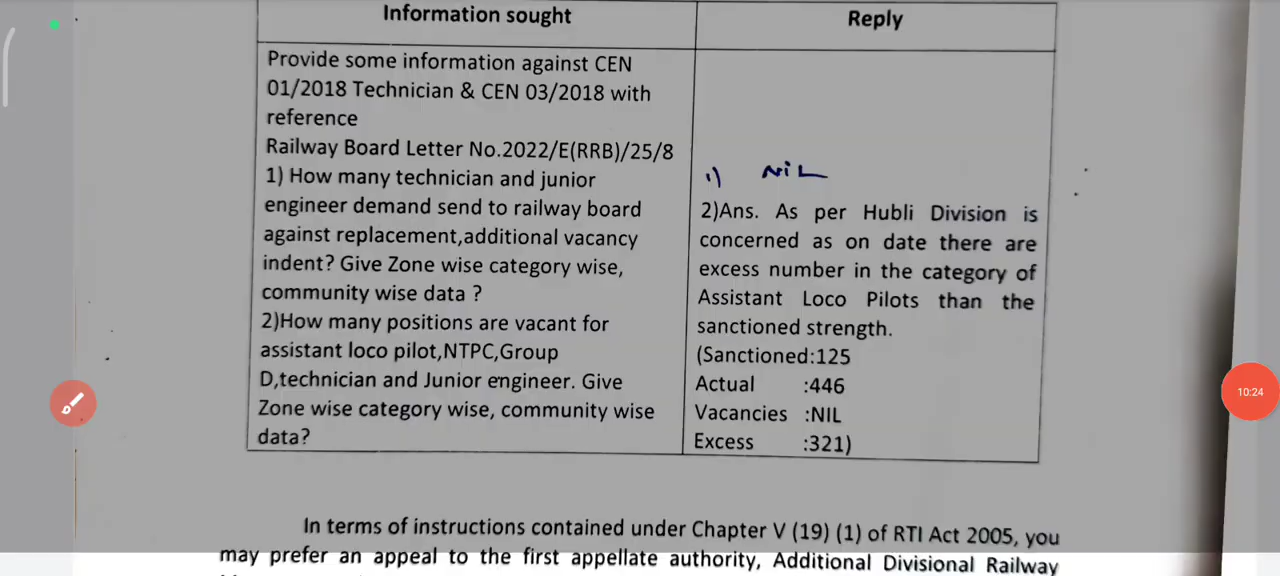 Information sought
Reply
Provide some information against CEN
01/2018 Technician & CEN 03/2018 with
reference
Railway Board Letter No.2022/E(RRB)/25/8
1) How many technician and junior
engineer demand send to railway board
against replacement,additional vacancy
indent? Give Zone wise category wise,
community wise data ?
2)How many positions are vacant for
assistant loco pilot,NTPC,Group
D,technician and Junior engineer. Give
Zone wise category wise, community wise
data?
1) NIL
2)Ans. As per Hubli Division is
concerned as on date there are
excess number in the category of
Assistant Loco Pilots than the
sanctioned strength.
(Sanctioned:125
Actual :446
Vacancies :NIL
Excess :321)
10:24
In terms of instructions contained under Chapter V (19) (1) of RTI Act 2005, you
may prefer an appeal to the first appellate authority, Additional Divisional Railway